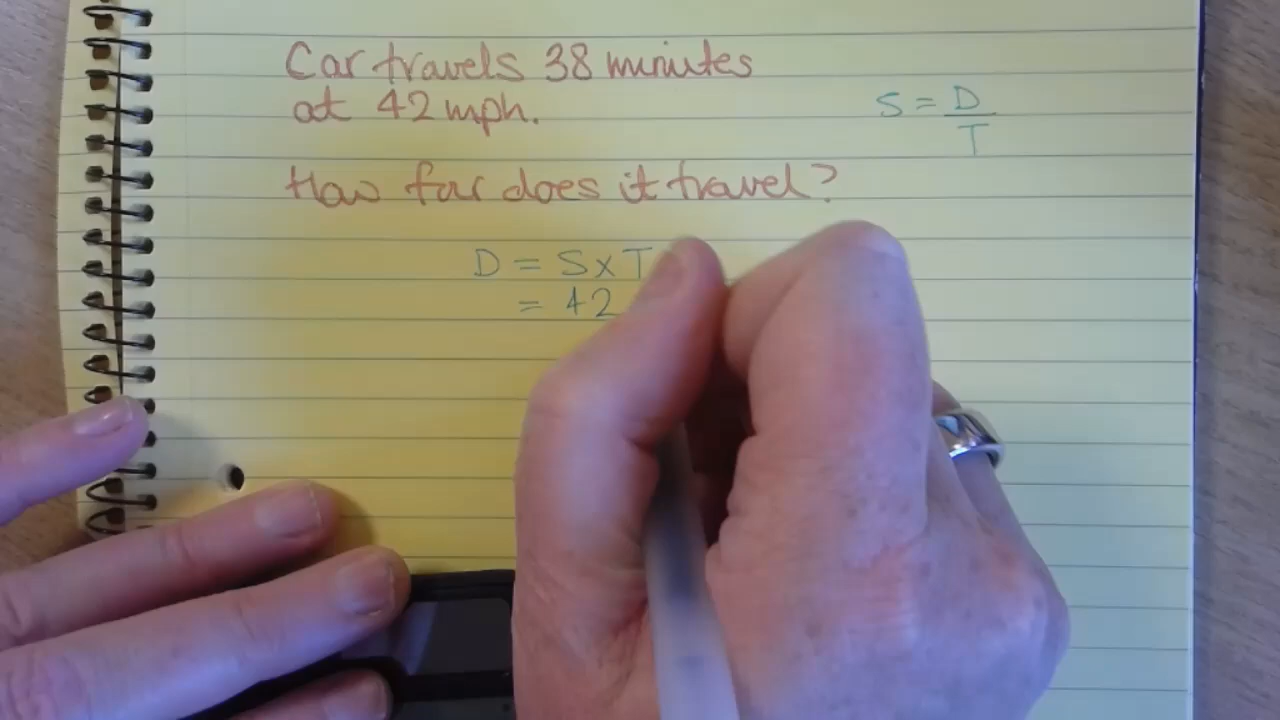 Car travels 38 minutes
at 42 mph.
S = D
T
How far does it travel?
D = S x T
= 42